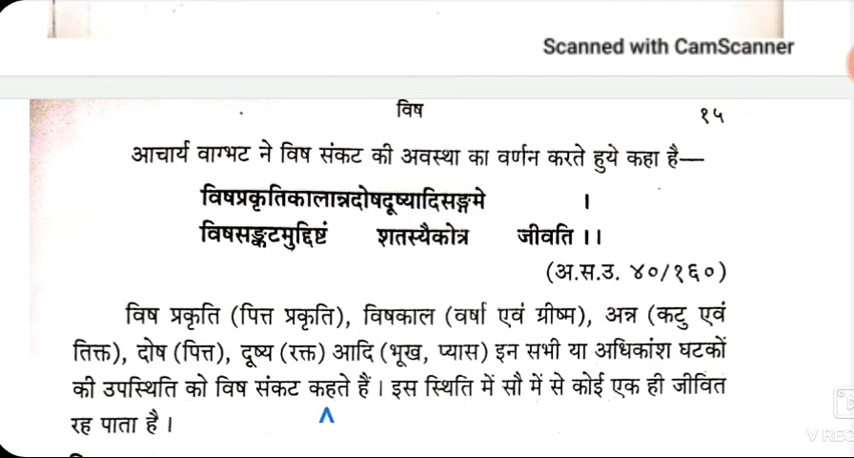 Scanned with CamScanner
विष
१५
आचार्य वाग्भट ने विष संकट की अवस्था का वर्णन करते हुये कहा है—
विषप्रकृतिकालान्नदोषदूष्यादिसङ्गमे ।
विषसङ्कटमुद्दिष्टं शतस्यैकोत्र जीवति ।।
(अ.स.उ. ४०/१६०)
विष प्रकृति (पित्त प्रकृति), विषकाल (वर्षा एवं ग्रीष्म), अन्न (कटु एवं
तिक्त), दोष (पित्त), दूष्य (रक्त) आदि (भूख, प्यास) इन सभी या अधिकांश घटकों
की उपस्थिति को विष संकट कहते हैं । इस स्थिति में सौ में से कोई एक ही जीवित
रह पाता है ।
V REC